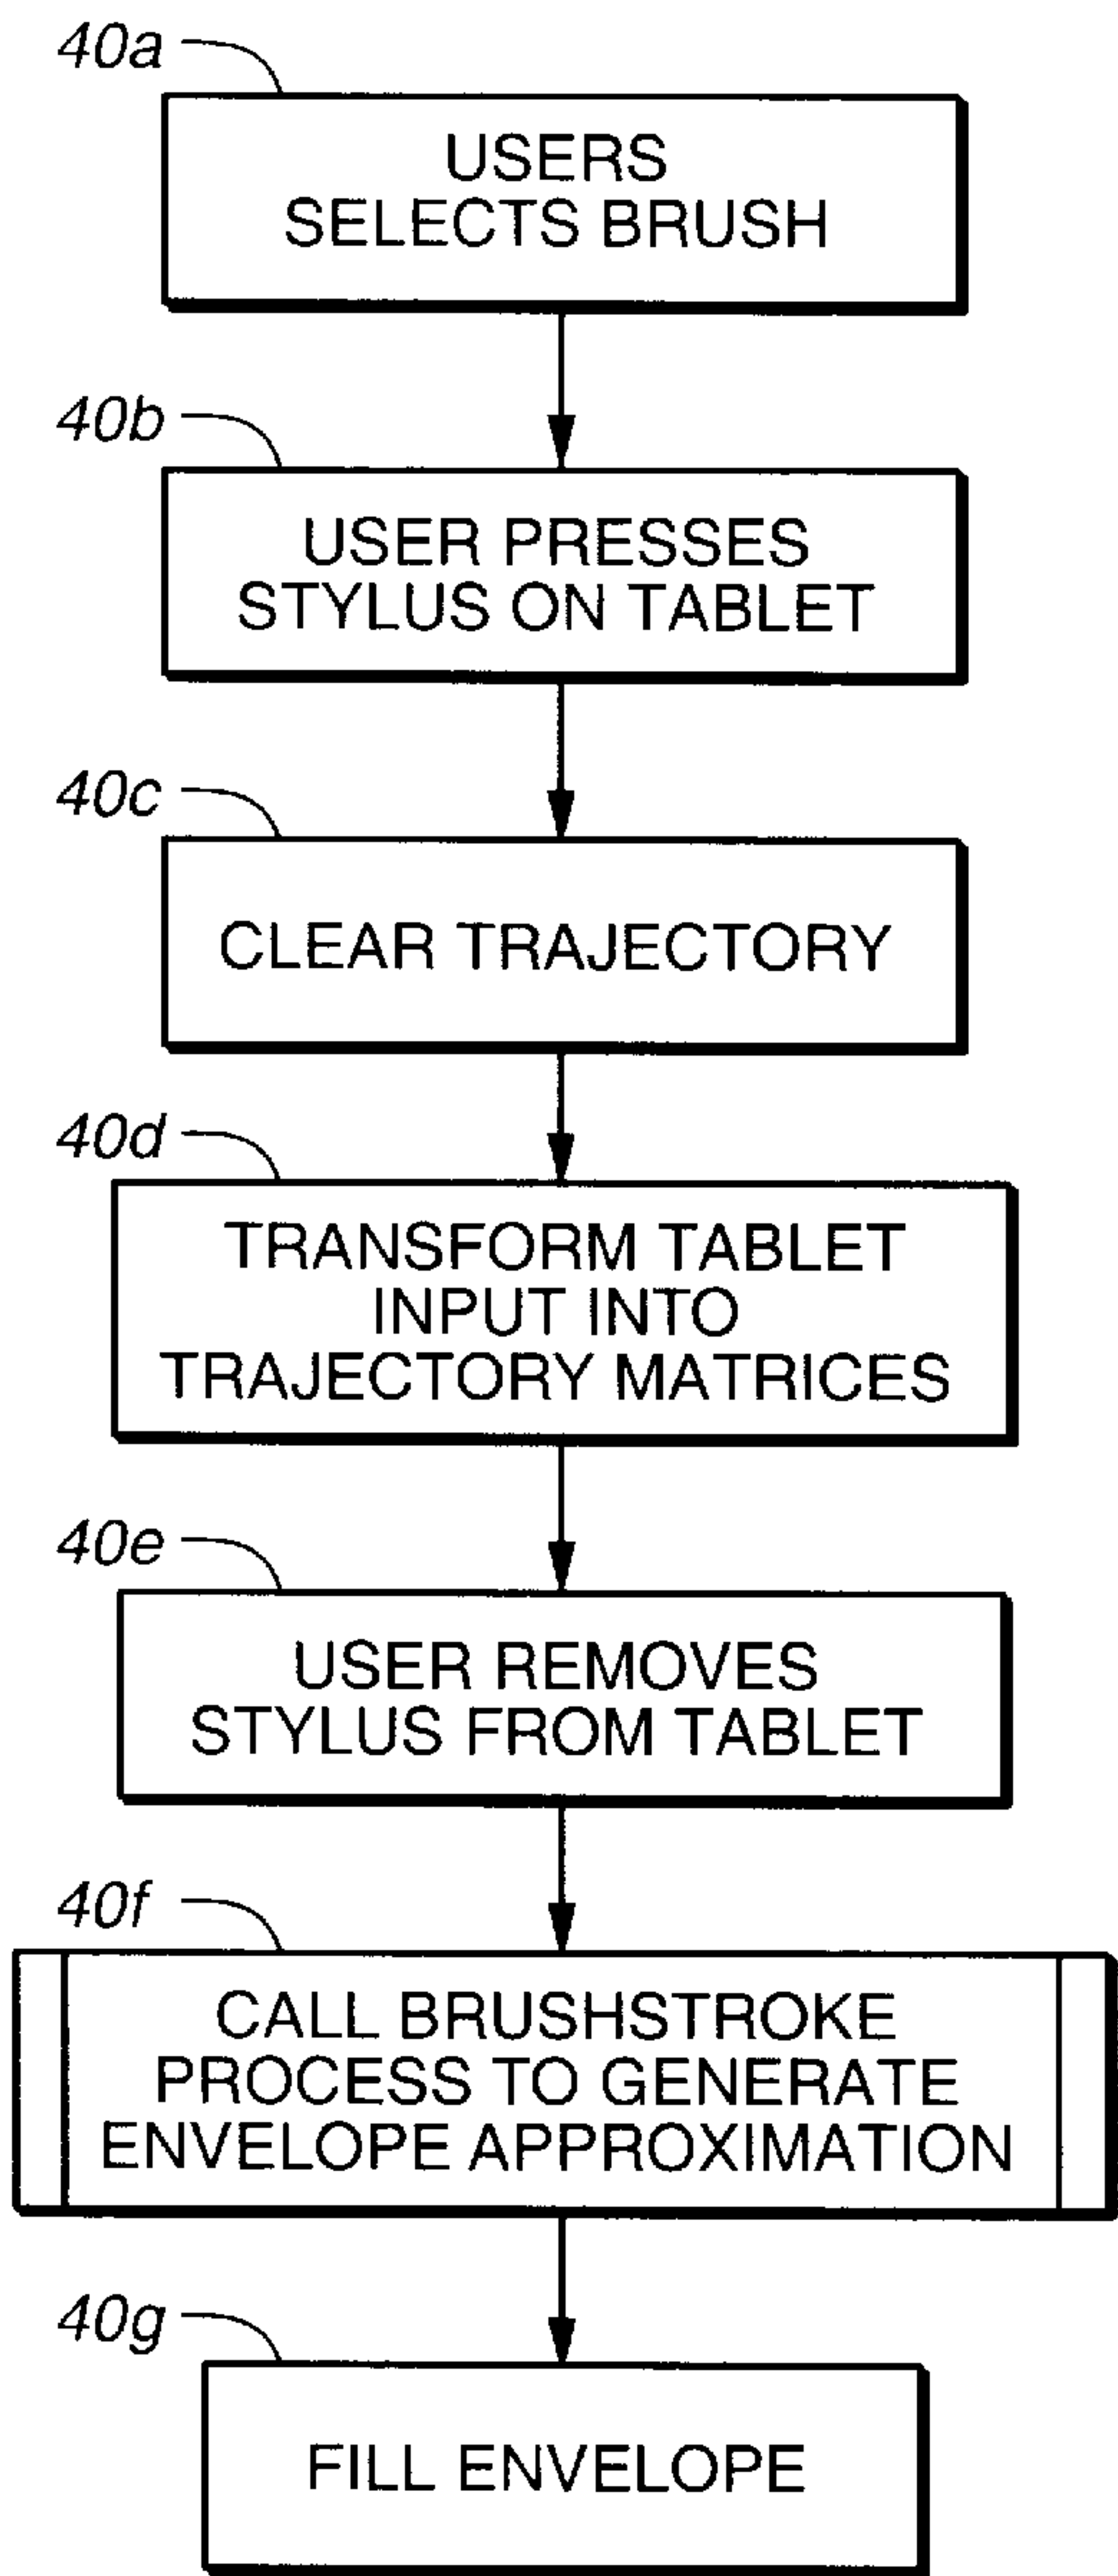 40a
USERS
SELECTS BRUSH
40b
USER PRESSES
STYLUS ON TABLET
40c
CLEAR TRAJECTORY
40d
TRANSFORM TABLET
INPUT INTO
TRAJECTORY MATRICES
40e
USER REMOVES
STYLUS FROM TABLET
40f
CALL BRUSHSTROKE
PROCESS TO GENERATE
ENVELOPE APPROXIMATION
40g
FILL ENVELOPE